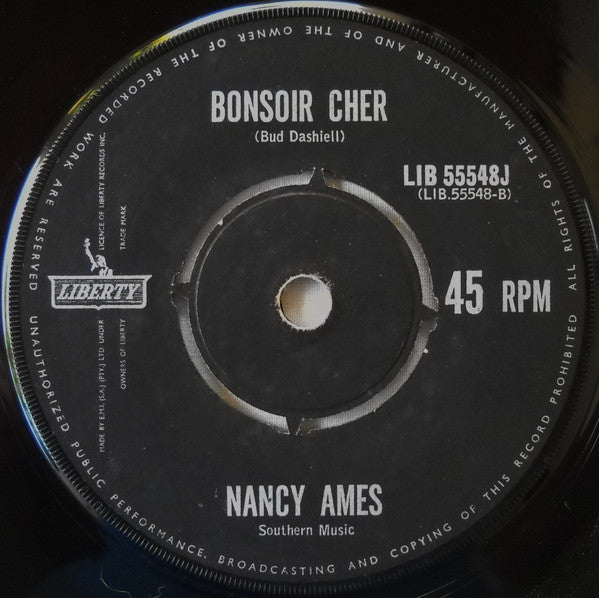 BONSOIR CHER
(Bud Dashiell)
LIB 55548J
(LIB.55548-B)
45 RPM
LIBERTY
MADE BY E.M.I. (S.A.) (PTY.) LTD. UNDER LICENCE OF LIBERTY RECORDS INC.
OWNERS OF LIBERTY TRADE MARK
NANCY AMES
Southern Music
ALL RIGHTS OF THE MANUFACTURER AND OF THE OWNER OF THE RECORDED WORK ARE RESERVED UNAUTHORIZED PUBLIC PERFORMANCE, BROADCASTING AND COPYING OF THIS RECORD PROHIBITED